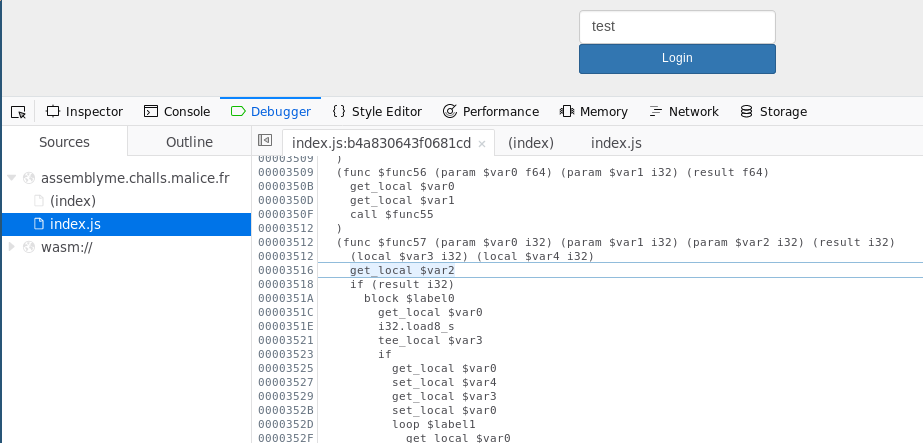 test
Login
Inspector Console Debugger { } Style Editor Performance Memory Network Storage
Sources Outline index.js:b4a830643f0681cd × (index) index.js
assemblyme.challs.malice.fr
(index)
index.js
wasm://
00003509 )
00003509 (func $func56 (param $var0 f64) (param $var1 i32) (result f64)
0000350B get_local $var0
0000350D get_local $var1
0000350F call $func55
00003512 )
00003512 (func $func57 (param $var0 i32) (param $var1 i32) (param $var2 i32) (result i32)
00003512 (local $var3 i32) (local $var4 i32)
00003516 get_local $var2
00003518 if (result i32)
0000351A block $label0
0000351C get_local $var0
0000351E i32.load8_s
00003521 tee_local $var3
00003523 if
00003525 get_local $var0
00003527 set_local $var4
00003529 get_local $var3
0000352B set_local $var0
0000352D loop $label1
0000352F get_local $var0